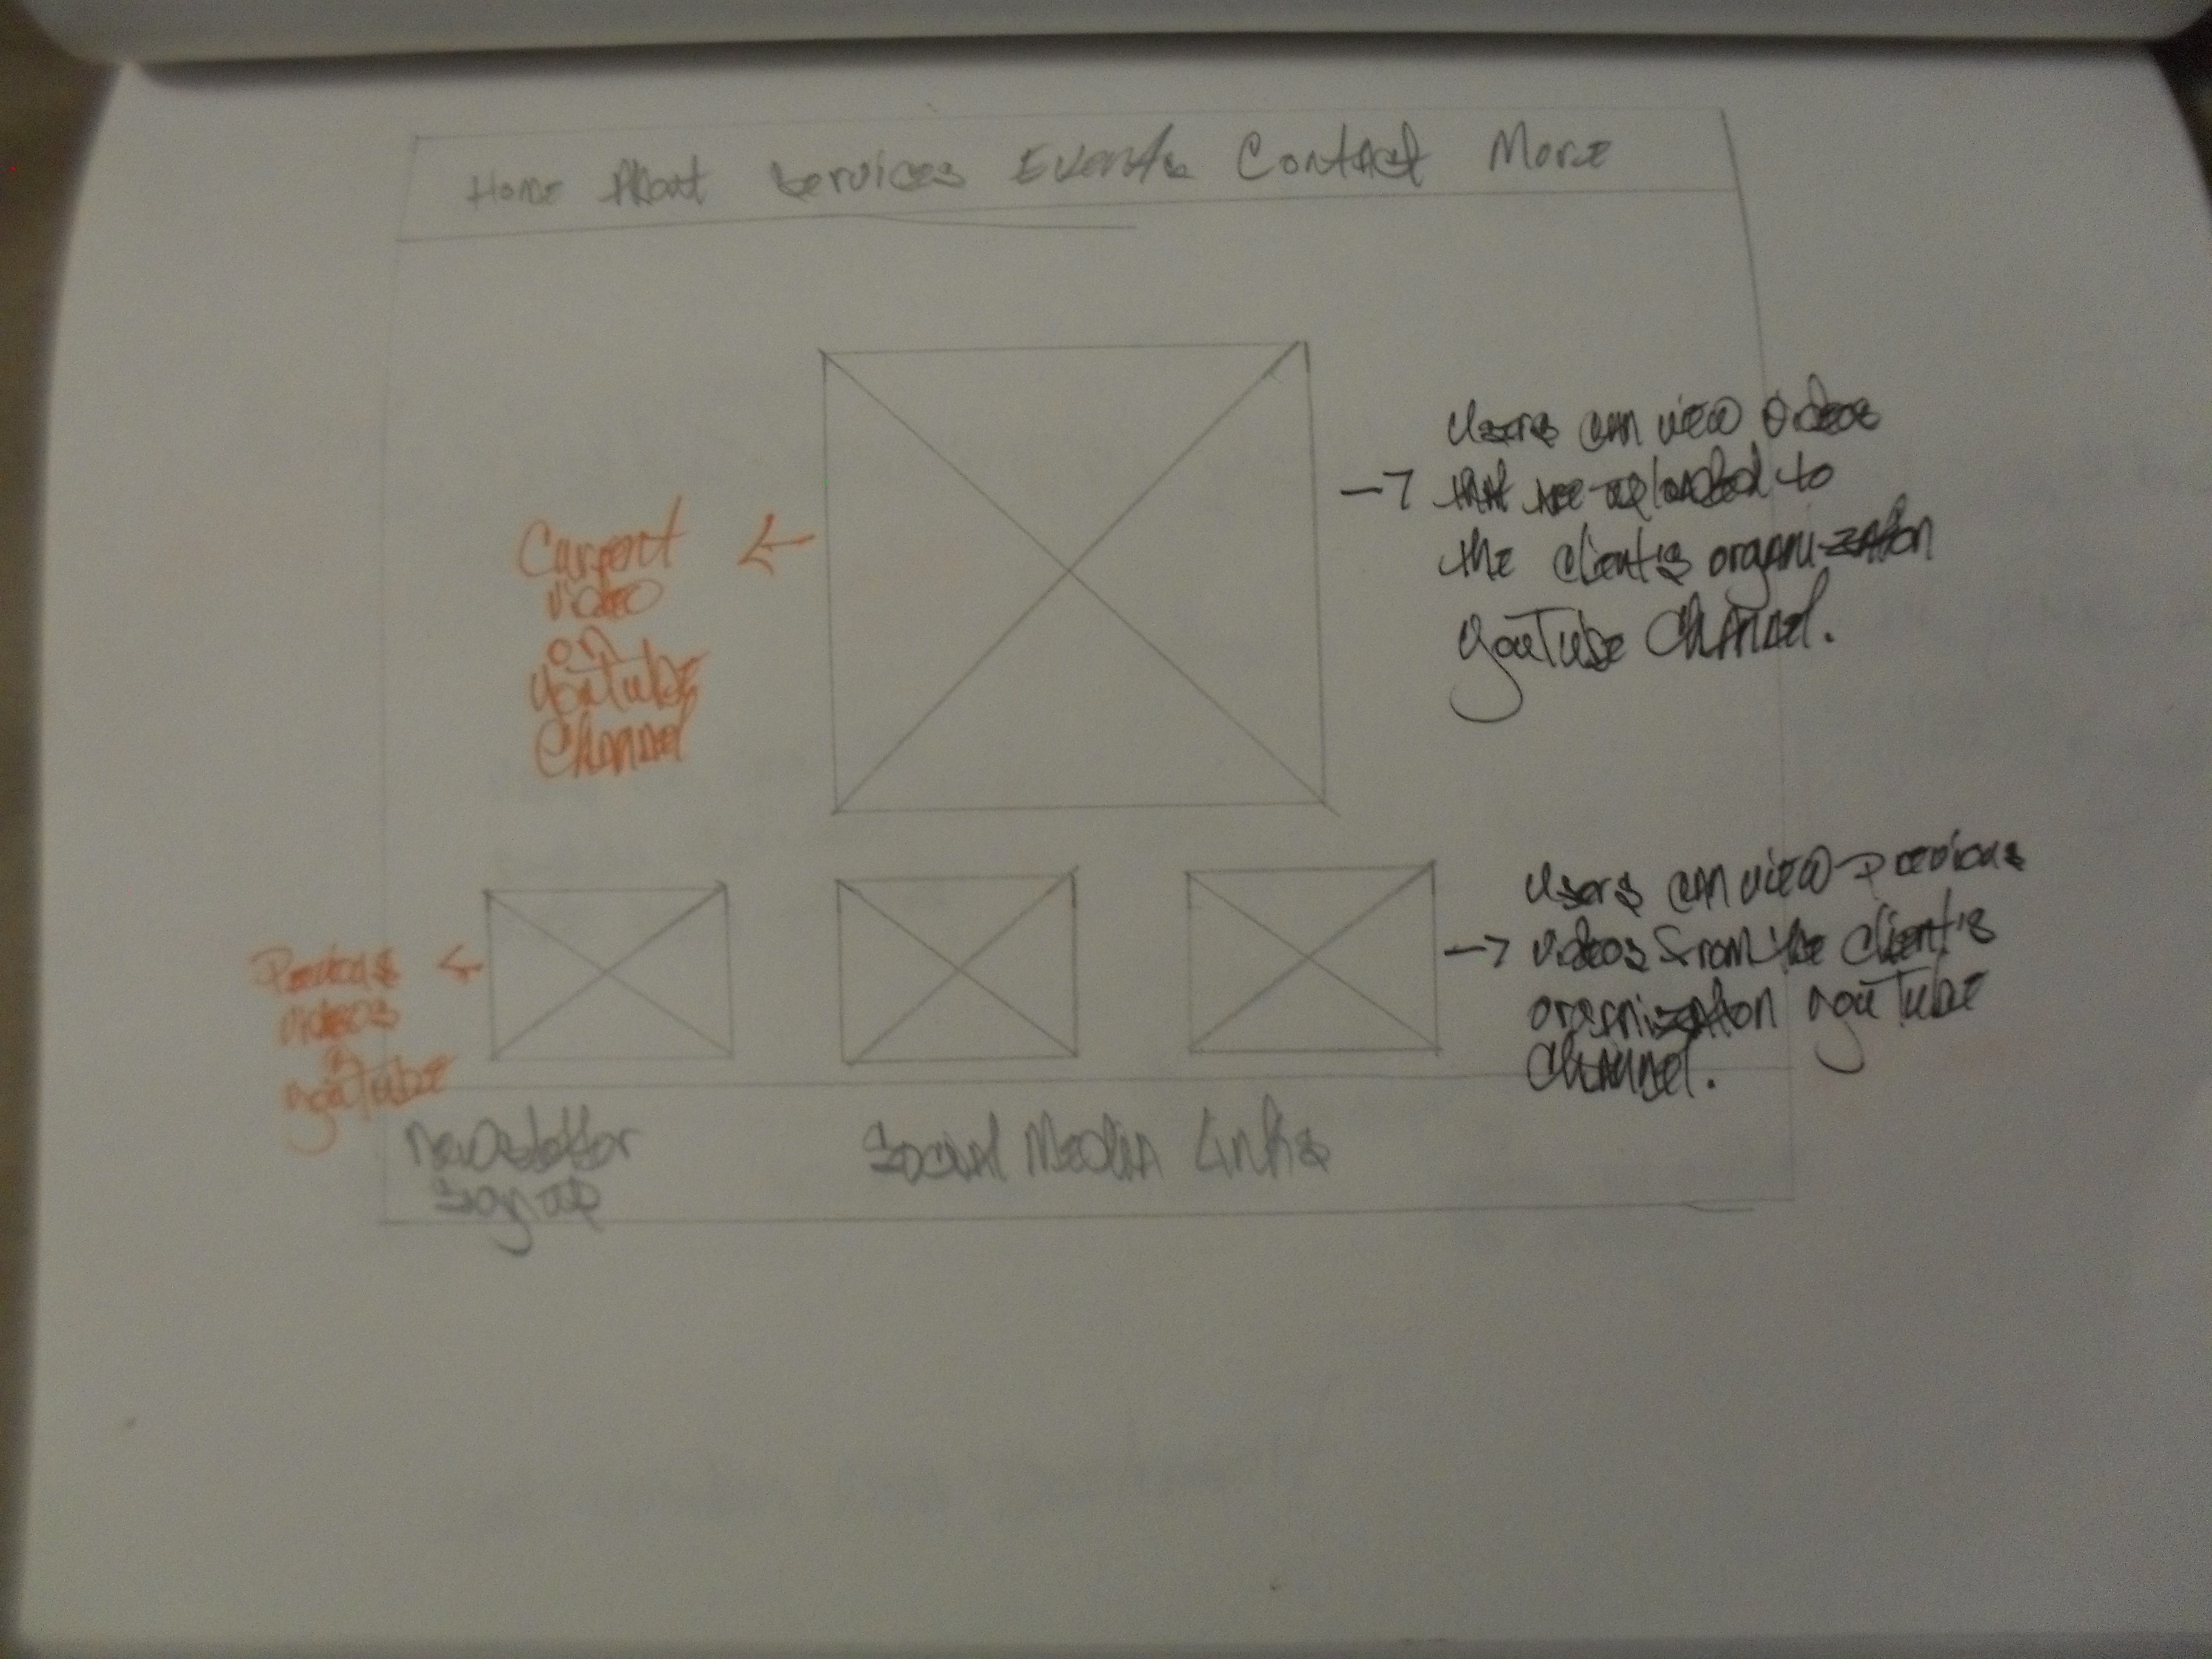 Home About Services Events Contact More
Current
video
on
YouTube
Channel
Users can view videos
that are uploaded to
the client's organization
YouTube Channel.
Previous
videos
YouTube
Users can view previous
videos from the client's
organization YouTube
Channel.
Newsletter
Sign up
Social Media Links